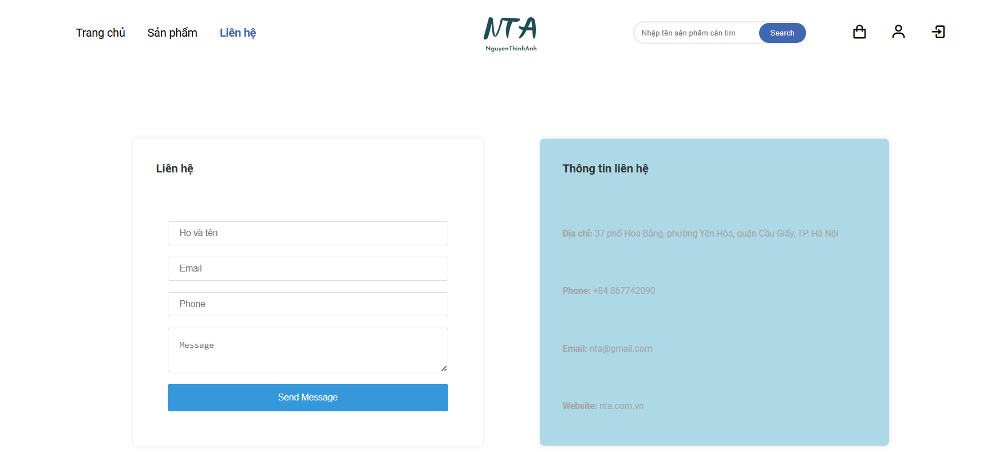 Trang chủ
Sản phẩm
Liên hệ
NTA
NguyenThinhAnh
Nhập tên sản phẩm cần tìm
Search
Liên hệ
Họ và tên
Email
Phone
Message
Send Message
Thông tin liên hệ
Địa chỉ: 37 phố Hoa Bằng, phường Yên Hòa, quận Cầu Giấy, TP. Hà Nội
Phone: +84 867742090
Email: nta@gmail.com
Website: nta.com.vn